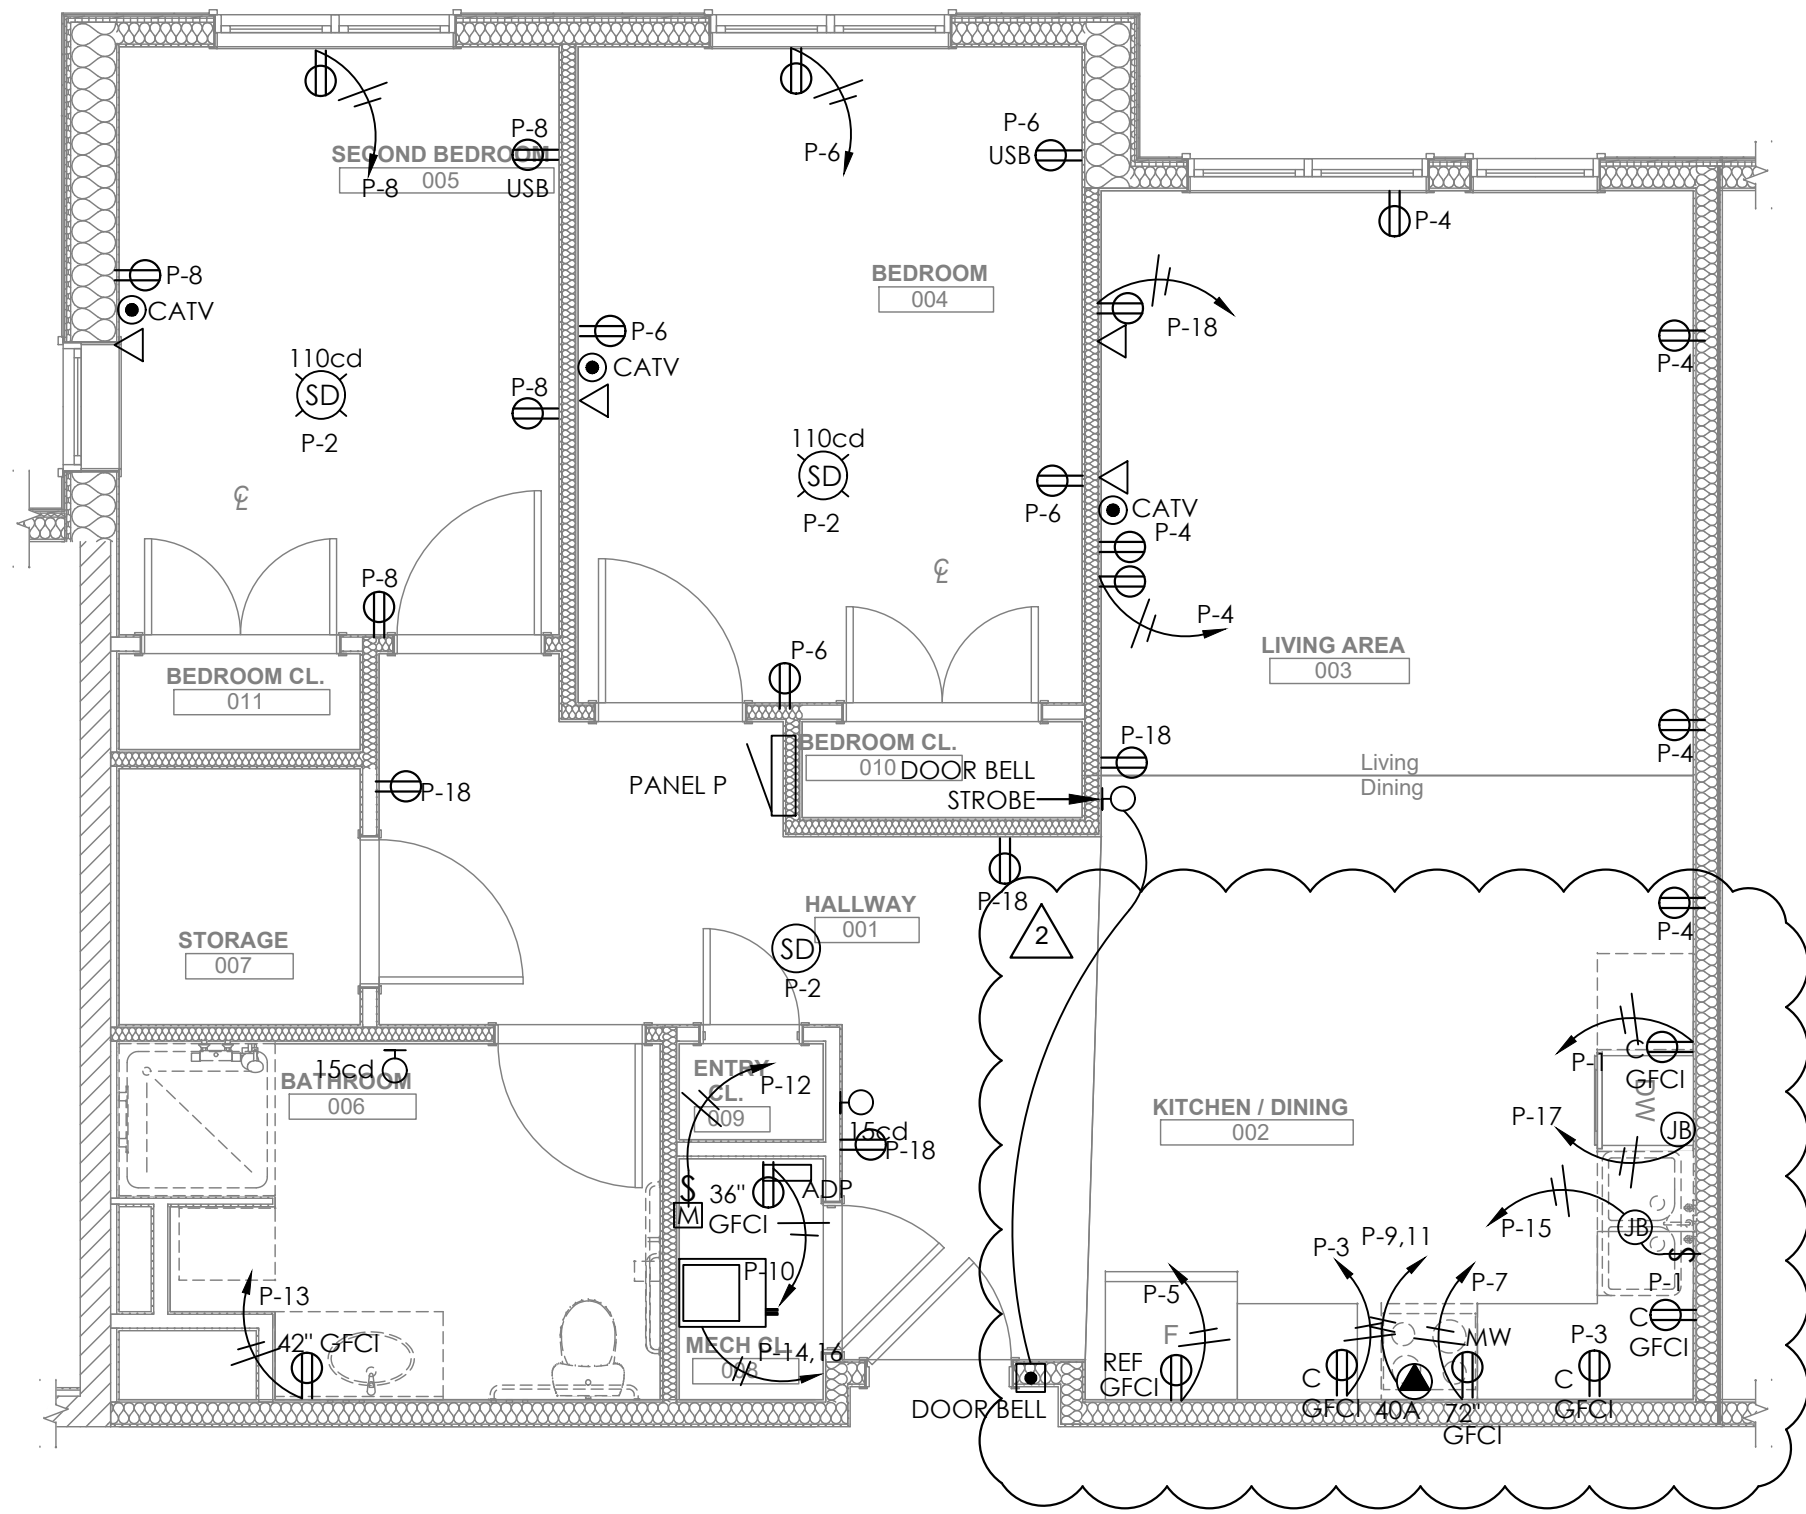 P-8
SECOND BEDROOM
005
P-8
USB
P-6
P-6
USB
P-4
P-8
CATV
110cd
SD
P-2
P-8
℄
BEDROOM
004
P-6
CATV
110cd
SD
P-2
P-6
℄
P-18
P-4
CATV
P-4
P-4
LIVING AREA
003
P-8
P-6
BEDROOM CL.
011
P-18
PANEL P
BEDROOM CL.
010
DOOR BELL
STROBE
P-18
P-4
Living
Dining
P-18
2
P-4
HALLWAY
001
SD
P-2
STORAGE
007
15cd
BATHROOM
006
ENTRY
CL.
009
P-12
15cd
P-18
S
M
36"
GFCI
ADP
P-10
MECH CL.
008
P-14,16
P-13
42" GFCI
KITCHEN / DINING
002
P-1
C
GFCI
DW
P-17
JB
P-15
JB
S
P-1
C
GFCI
P-5
F
REF
GFCI
P-3
P-9,11
P-7
MW
P-3
C
GFCI
40A
72"
GFCI
C
GFCI
DOOR BELL